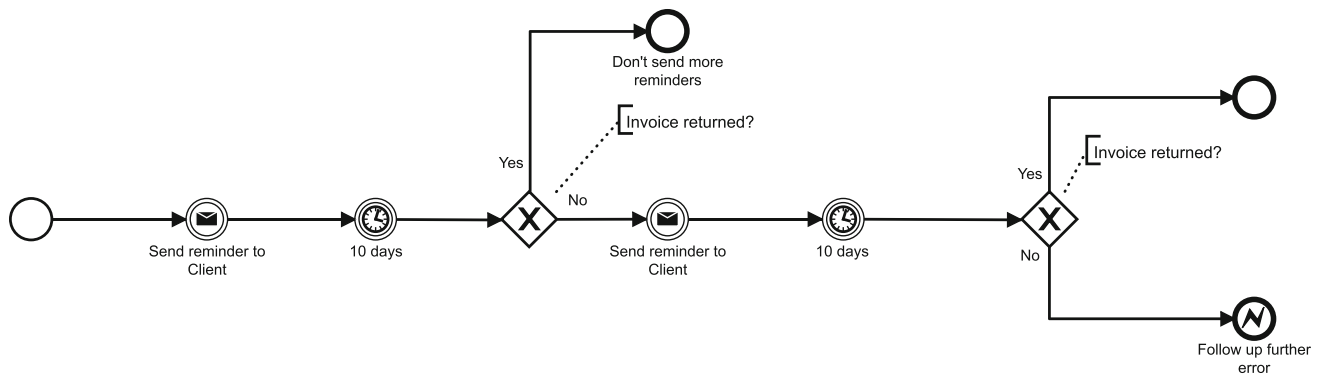 Don't send more
reminders
Invoice returned?
Yes
No
Send reminder to
Client
10 days
Send reminder to
Client
10 days
Invoice returned?
Yes
No
Follow up further
error